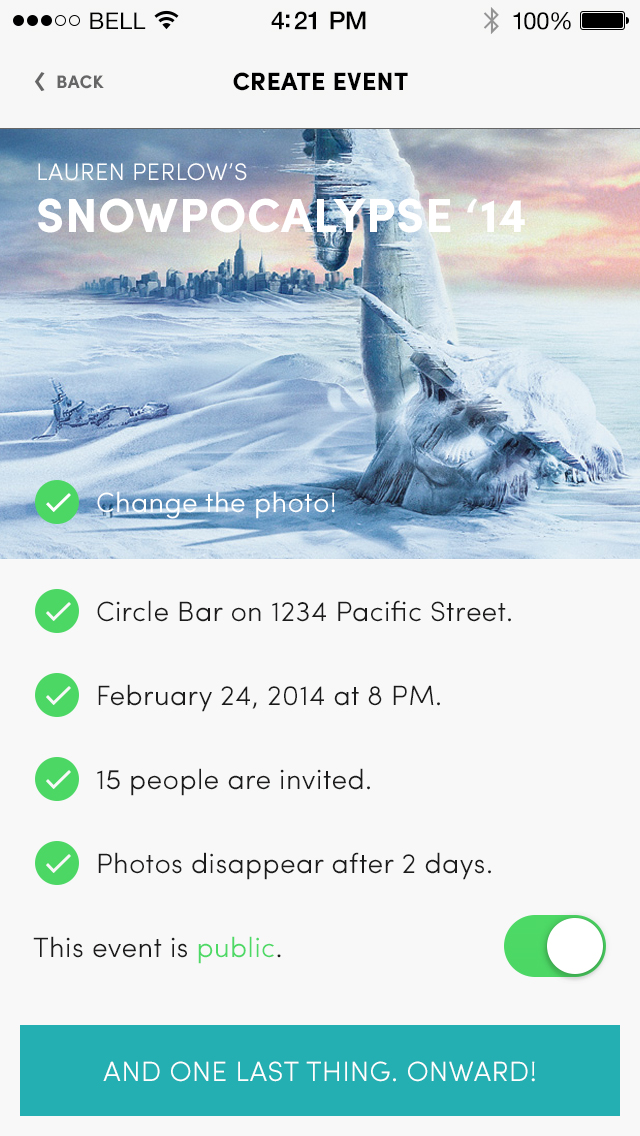 BELL 4:21 PM 100%
BACK CREATE EVENT
LAUREN PERLOW’S
SNOWPOCALYPSE ‘14
Change the photo!
Circle Bar on 1234 Pacific Street.
February 24, 2014 at 8 PM.
15 people are invited.
Photos disappear after 2 days.
This event is public.
AND ONE LAST THING. ONWARD!